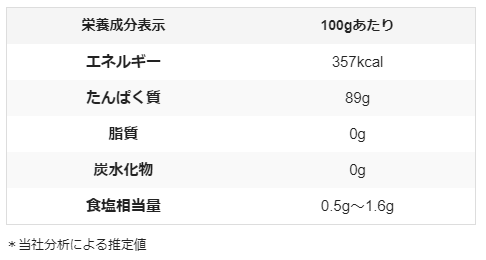 栄養成分表示 100gあたり
エネルギー 357kcal
たんぱく質 89g
脂質 0g
炭水化物 0g
食塩相当量 0.5g～1.6g
＊当社分析による推定値